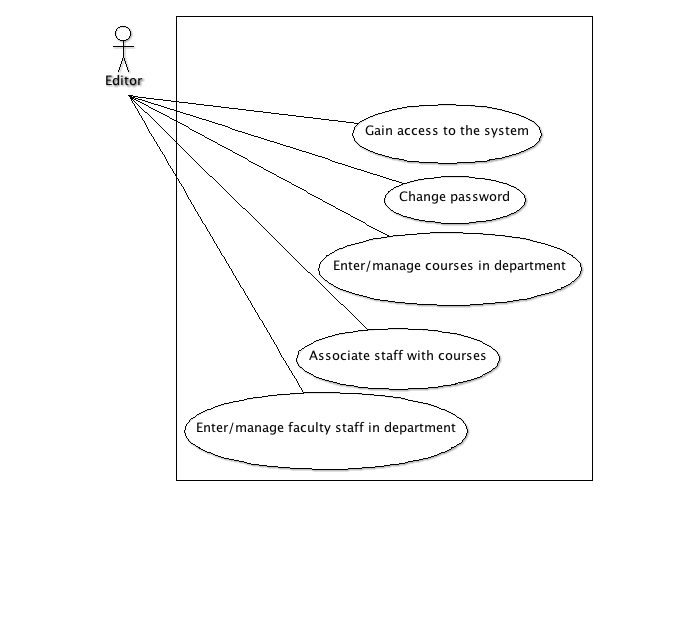 Editor
Gain access to the system
Change password
Enter/manage courses in department
Associate staff with courses
Enter/manage faculty staff in department